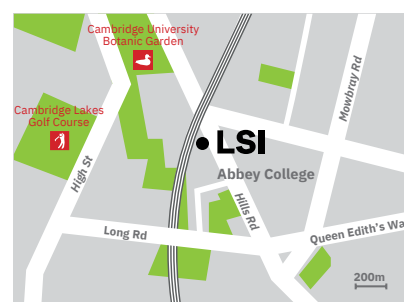 Cambridge University
Botanic Garden
Mowbray Rd
Cambridge Lakes
Golf Course
LSI
High St
Abbey College
Hills Rd
Long Rd
Queen Edith's Wa
200m